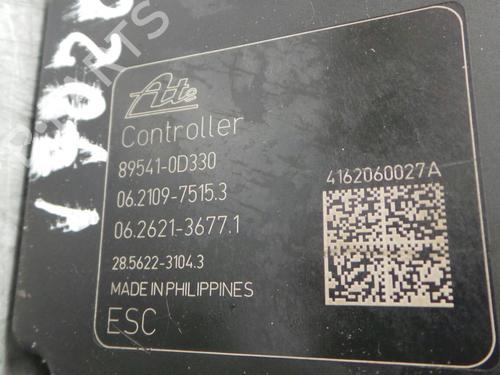 Ate
Controller
89541-0D330
06.2109-7515.3
06.2621-3677.1
28.5622-3104.3
MADE IN PHILIPPINES
ESC
4162060027A